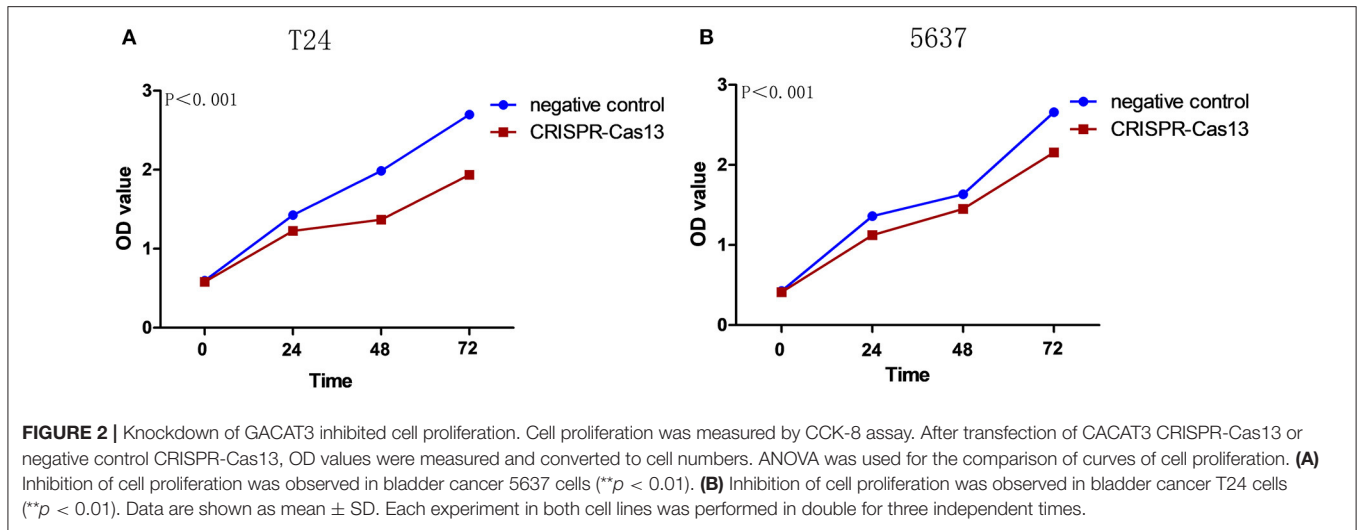 A
T24
P<0.001
3
2
1
0
OD value
0 24 48 72
Time
negative control
CRISPR-Cas13
B
5637
P<0.001
3
2
1
0
OD value
0 24 48 72
Time
negative control
CRISPR-Cas13
FIGURE 2 | Knockdown of GACAT3 inhibited cell proliferation. Cell proliferation was measured by CCK-8 assay. After transfection of CACAT3 CRISPR-Cas13 or
negative control CRISPR-Cas13, OD values were measured and converted to cell numbers. ANOVA was used for the comparison of curves of cell proliferation. (A)
Inhibition of cell proliferation was observed in bladder cancer 5637 cells (**p < 0.01). (B) Inhibition of cell proliferation was observed in bladder cancer T24 cells
(**p < 0.01). Data are shown as mean ± SD. Each experiment in both cell lines was performed in double for three independent times.